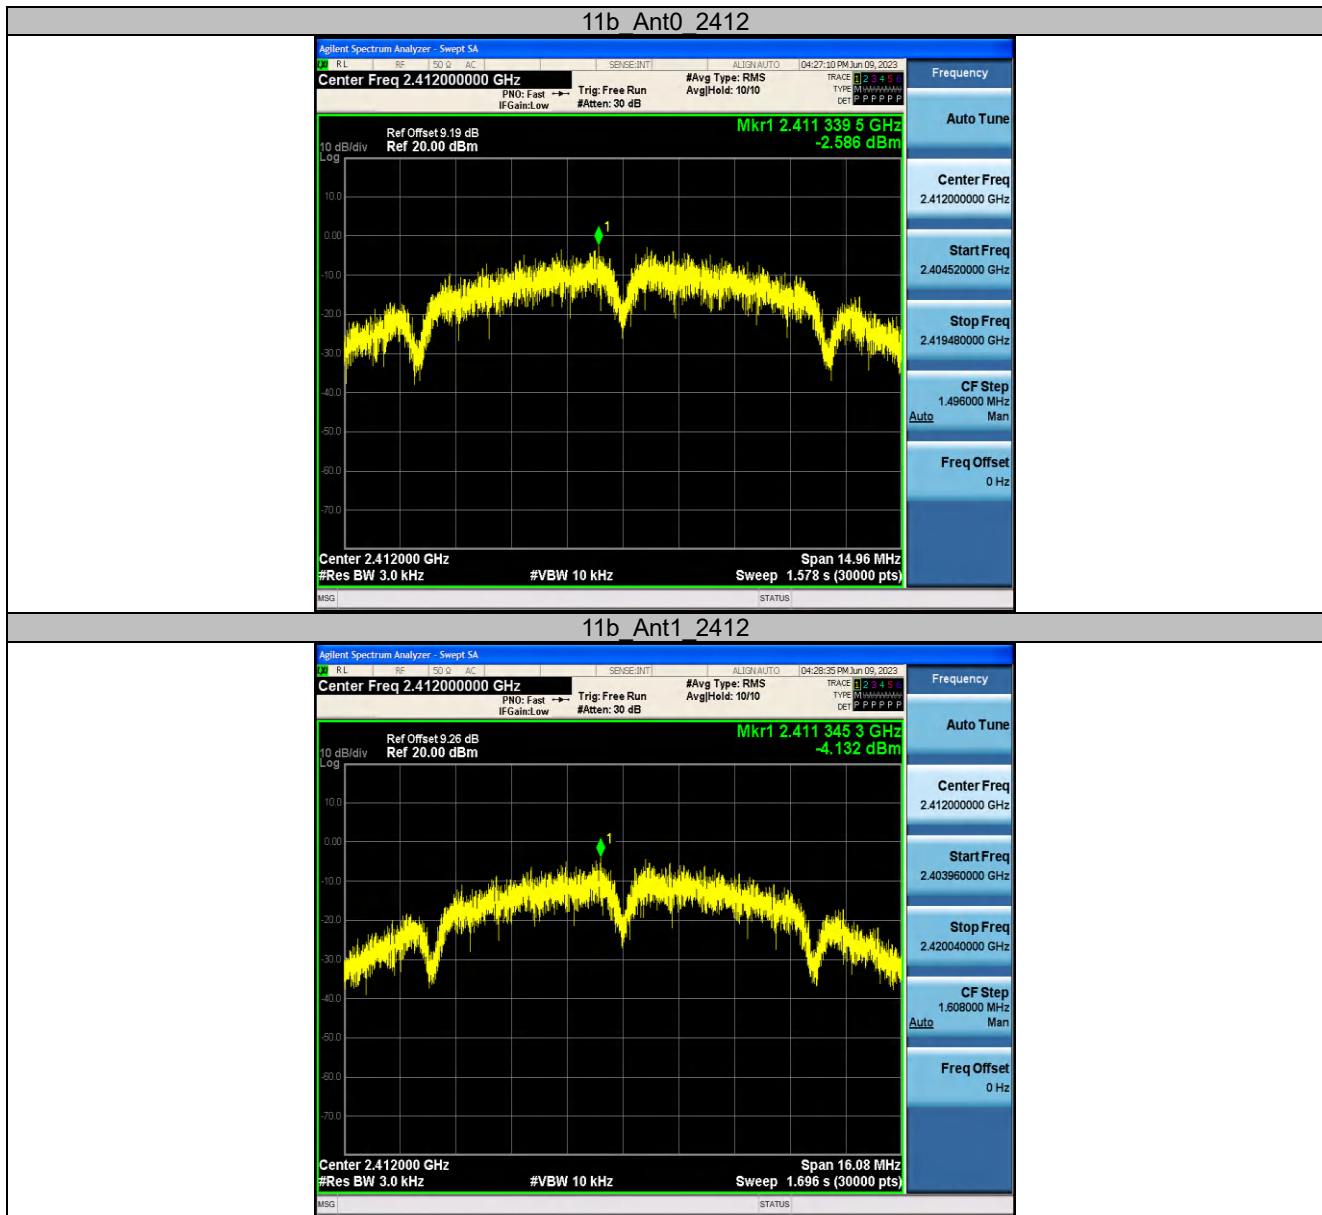 11b_Ant0_2412
Agilent Spectrum Analyzer - Swept SA
RL RF 50 Ω AC SENSE:INT ALIGNAUTO 04:27:10 PM Jun 09, 2023
Center Freq 2.412000000 GHz #Avg Type: RMS TRACE 1 2 3 4 5 6
PNO: Fast Trig: Free Run Avg|Hold: 10/10 TYPE M
IFGain:Low #Atten: 30 dB DET P P P P P P
Frequency
Auto Tune
Mkr1 2.411 339 5 GHz
Ref Offset 9.19 dB
10 dB/div Ref 20.00 dBm -2.586 dBm
Log
10.0
0.00
-10.0
-20.0
-30.0
-40.0
-50.0
-60.0
-70.0
1
Center Freq
2.412000000 GHz
Start Freq
2.404520000 GHz
Stop Freq
2.419480000 GHz
CF Step
1.496000 MHz
Auto Man
Freq Offset
0 Hz
Center 2.412000 GHz Span 14.96 MHz
#Res BW 3.0 kHz #VBW 10 kHz Sweep 1.578 s (30000 pts)
MSG STATUS
11b_Ant1_2412
Agilent Spectrum Analyzer - Swept SA
RL RF 50 Ω AC SENSE:INT ALIGNAUTO 04:28:35 PM Jun 09, 2023
Center Freq 2.412000000 GHz #Avg Type: RMS TRACE 1 2 3 4 5 6
PNO: Fast Trig: Free Run Avg|Hold: 10/10 TYPE M
IFGain:Low #Atten: 30 dB DET P P P P P P
Frequency
Auto Tune
Mkr1 2.411 345 3 GHz
Ref Offset 9.26 dB
10 dB/div Ref 20.00 dBm -4.132 dBm
Log
10.0
0.00
-10.0
-20.0
-30.0
-40.0
-50.0
-60.0
-70.0
1
Center Freq
2.412000000 GHz
Start Freq
2.403960000 GHz
Stop Freq
2.420040000 GHz
CF Step
1.608000 MHz
Auto Man
Freq Offset
0 Hz
Center 2.412000 GHz Span 16.08 MHz
#Res BW 3.0 kHz #VBW 10 kHz Sweep 1.696 s (30000 pts)
MSG STATUS